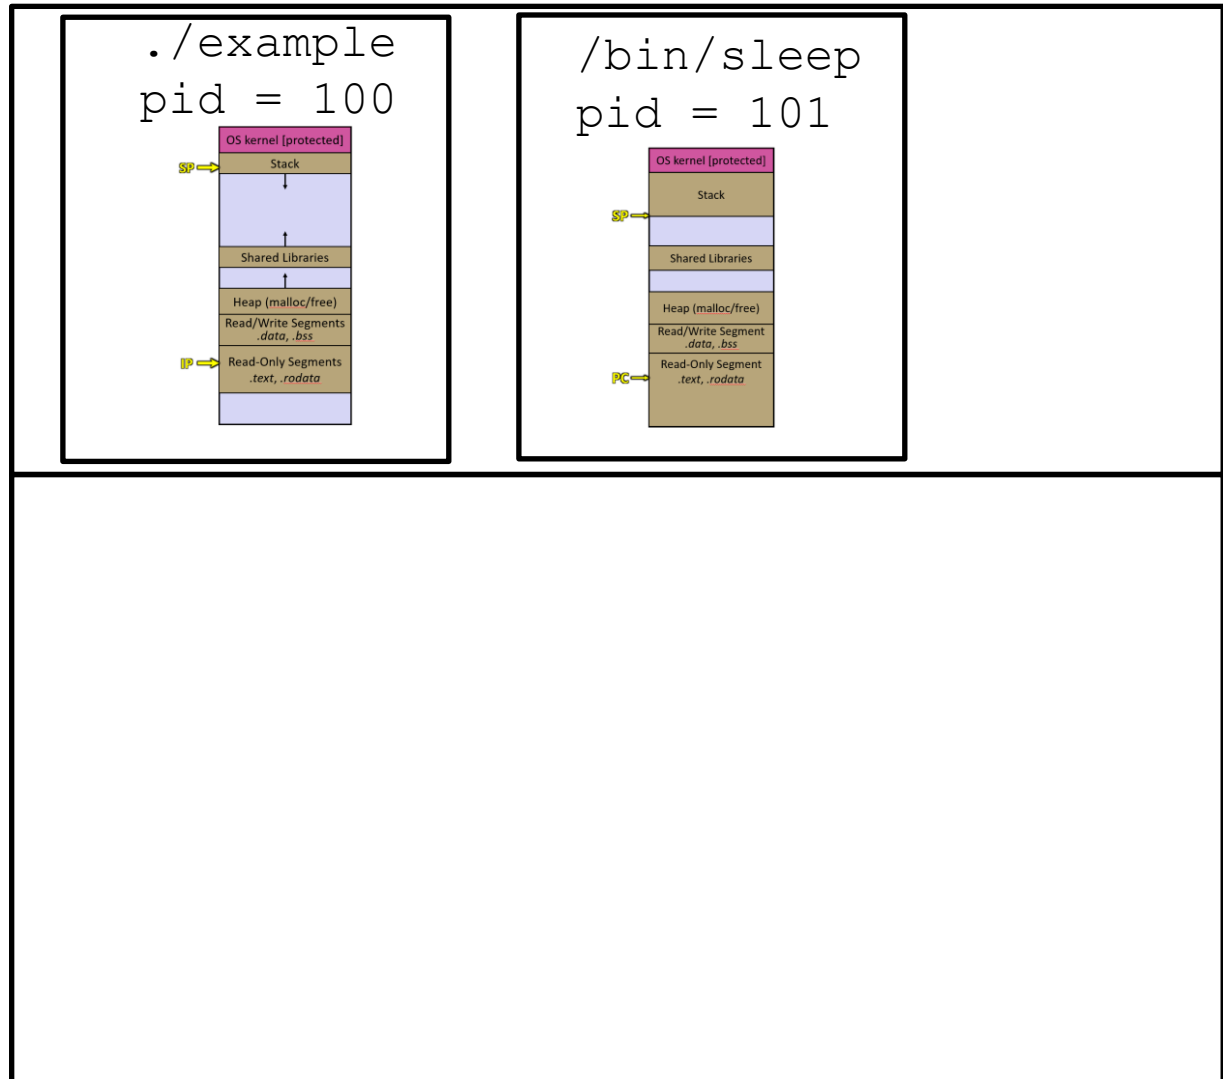 ./example
pid = 100
OS kernel [protected]
SP
Stack
Shared Libraries
Heap (malloc/free)
Read/Write Segments
.data, .bss
IP
Read-Only Segments
.text, .rodata
/bin/sleep
pid = 101
OS kernel [protected]
Stack
SP
Shared Libraries
Heap (malloc/free)
Read/Write Segment
.data, .bss
Read-Only Segment
PC
.text, .rodata